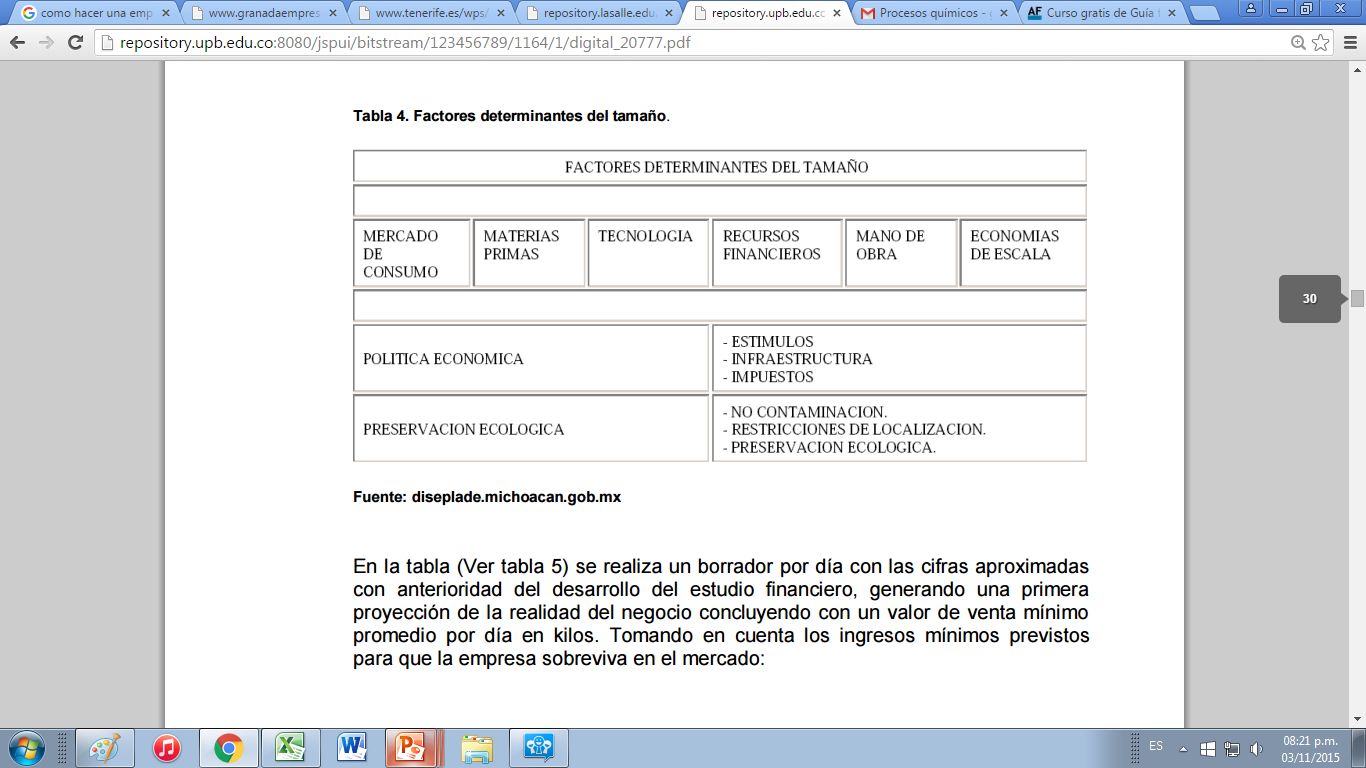 como hacer una emp
www.granadaempres
www.tenerife.es/wps/
repository.lasalle.edu.
repository.upb.edu.co
Procesos químicos - 
AF Curso gratis de Guía
repository.upb.edu.co:8080/jspui/bitstream/123456789/1164/1/digital_20777.pdf
Tabla 4. Factores determinantes del tamaño.
FACTORES DETERMINANTES DEL TAMAÑO
MERCADO DE CONSUMO
MATERIAS PRIMAS
TECNOLOGIA
RECURSOS FINANCIEROS
MANO DE OBRA
ECONOMIAS DE ESCALA
POLITICA ECONOMICA
- ESTIMULOS
- INFRAESTRUCTURA
- IMPUESTOS
PRESERVACION ECOLOGICA
- NO CONTAMINACION.
- RESTRICCIONES DE LOCALIZACION.
- PRESERVACION ECOLOGICA.
30
Fuente: diseplade.michoacan.gob.mx
En la tabla (Ver tabla 5) se realiza un borrador por día con las cifras aproximadas
con anterioridad del desarrollo del estudio financiero, generando una primera
proyección de la realidad del negocio concluyendo con un valor de venta mínimo
promedio por día en kilos. Tomando en cuenta los ingresos mínimos previstos
para que la empresa sobreviva en el mercado:
ES
08:21 p.m.
03/11/2015